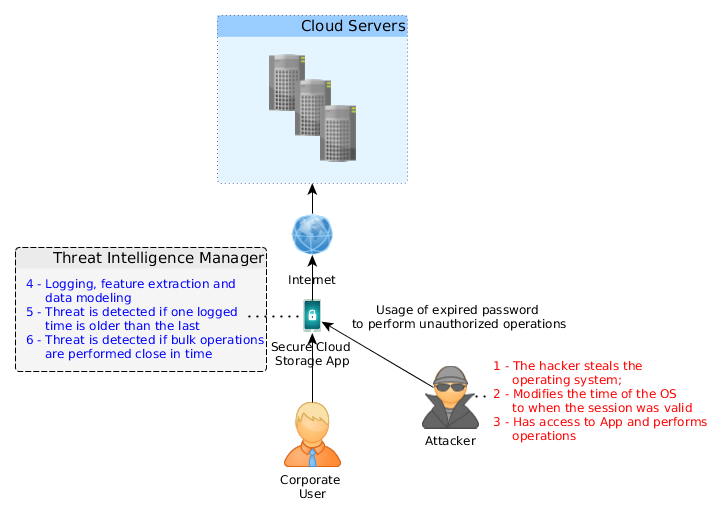 Cloud Servers
Internet
Threat Intelligence Manager
4 - Logging, feature extraction and
data modeling
5 - Threat is detected if one logged
time is older than the last
6 - Threat is detected if bulk operations
are performed close in time
Usage of expired password
to perform unauthorized operations
Secure Cloud
Storage App
1 - The hacker steals the
operating system;
2 - Modifies the time of the OS
to when the session was valid
3 - Has access to App and performs
operations
Attacker
Corporate
User